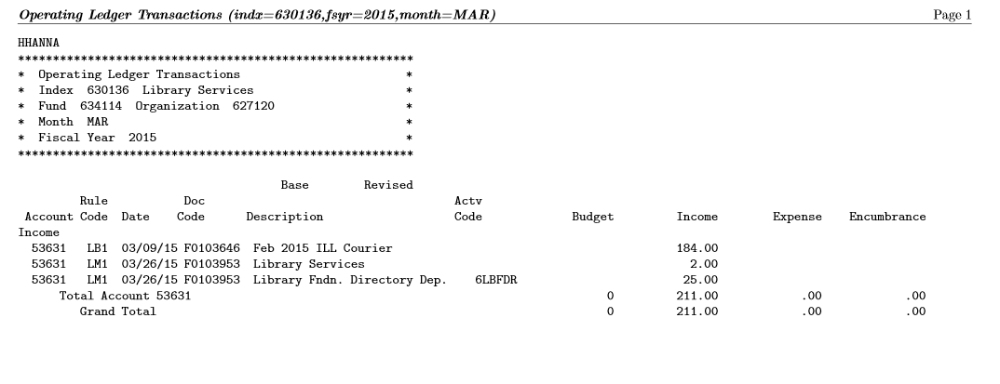 Operating Ledger Transactions (indx=630136,fsyr=2015,month=MAR) Page 1
HHANNA
*********************************************************
* Operating Ledger Transactions *
* Index 630136 Library Services *
* Fund 634114 Organization 627120 *
* Month MAR *
* Fiscal Year 2015 *
*********************************************************
Base Revised
Rule Doc Actv
Account Code Date Code Description Code Budget Income Expense Encumbrance
Income
53631 LB1 03/09/15 F0103646 Feb 2015 ILL Courier 184.00
53631 LM1 03/26/15 F0103953 Library Services 2.00
53631 LM1 03/26/15 F0103953 Library Fndn. Directory Dep. 6LBFDR 25.00
Total Account 53631 0 211.00 .00 .00
Grand Total 0 211.00 .00 .00